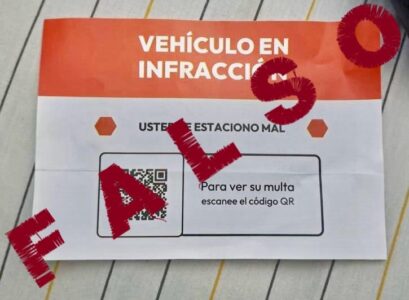 VEHÍCULO EN
INFRACCIÓN
USTED SE ESTACIONO MAL
Para ver su multa
escanee el código QR
FALSO